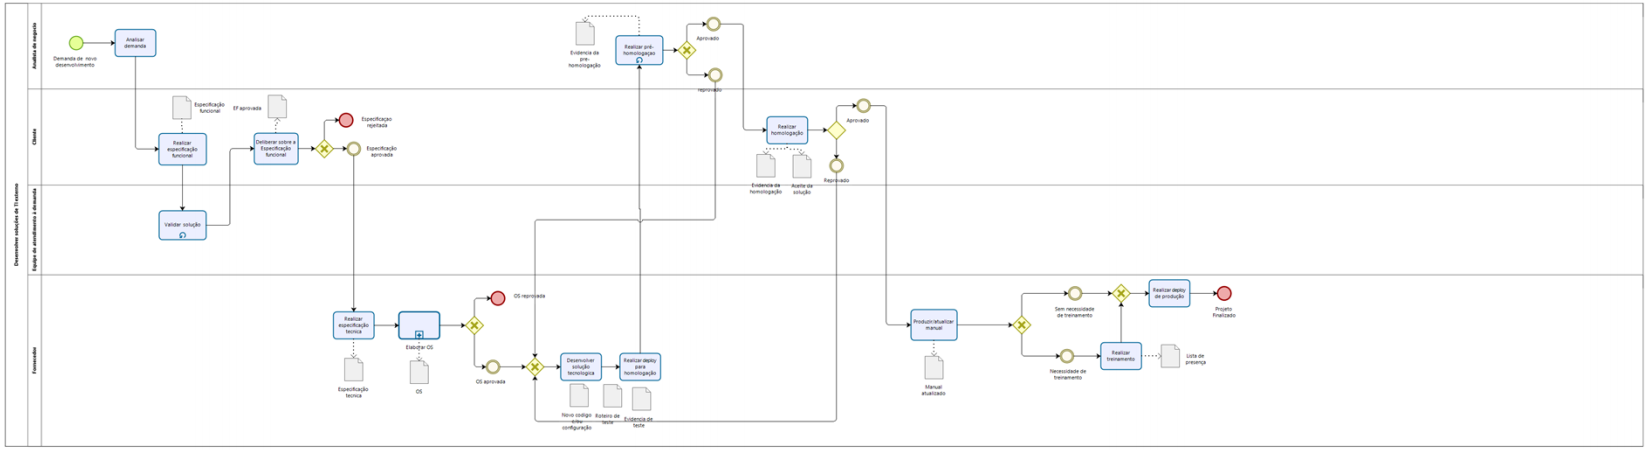 Desenvolver soluções de TI externo
Analista de negocio
Demanda de novo
desenvolvimento
Analisar
demanda
Evidencia da
pre-
homologação
Realizar pré-
homologaçao
Aprovado
reprovado
Cliente
Especificação
funcional
Realizar
especificação
funcional
EF aprovada
Deliberar sobre a
Especificação
funcional
Especificaçao
rejeitada
Especificação
aprovada
Realizar
homologação
Evidencia da
homologação
Aceite da
solução
Aprovado
Reprovado
Equipe de atendimento à demanda
Validar solução
Fornecedor
Realizar
especificação
tecnica
Especificação
tecnica
Elaborar OS
OS
OS reprovada
OS aprovada
Desenvolver
solução
tecnologica
Novo codigo
e/ou
configuração
Realizar deploy
para
homologação
Roteiro de
teste
Evidencia de
teste
Produzir/atualizar
manual
Manual
atualizado
Sem necessidade
de treinamento
Necessidade de
treinamento
Realizar
treinamento
Lista de
presença
Realizar deploy
de produção
Projeto
finalizado